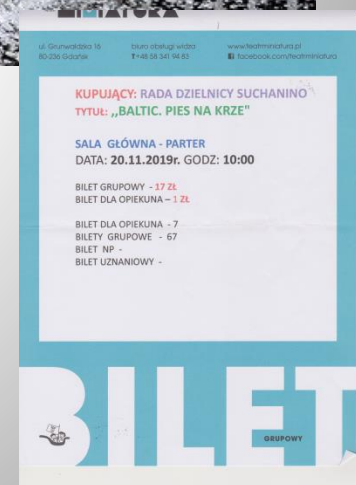 MINIATURA
ul. Grunwaldzka 16 biuro obsługi widza www.teatrminiatura.pl
80-236 Gdańsk T+48 58 341 94 83 facebook.com/teatrminiatura
KUPUJĄCY: RADA DZIELNICY SUCHANINO
TYTUŁ: ,,BALTIC. PIES NA KRZE"
SALA GŁÓWNA - PARTER
DATA: 20.11.2019r. GODZ: 10:00
BILET GRUPOWY - 17 ZŁ
BILET DLA OPIEKUNA – 1 ZŁ
BILET DLA OPIEKUNA - 7
BILETY GRUPOWE - 67
BILET NP -
BILET UZNANIOWY -
BILET
GRUPOWY